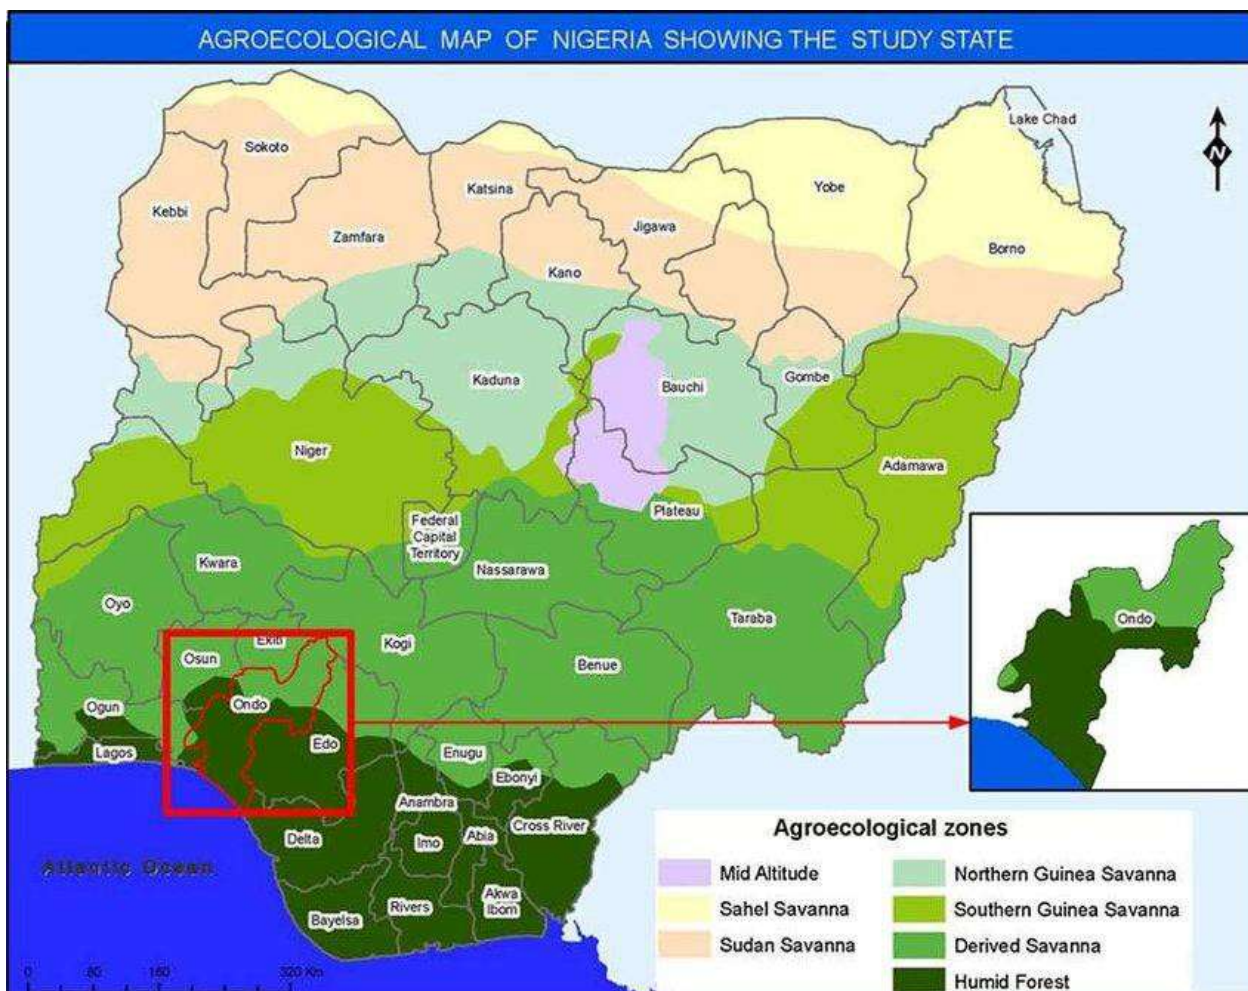 AGROECOLOGICAL MAP OF NIGERIA SHOWING THE STUDY STATE
Lake Chad
N
Sokoto
Katsina
Yobe
Kebbi
Jigawa
Zamfara
Borno
Kano
Kaduna
Bauchi
Gombe
Niger
Adamawa
Plateau
Federal
Capital
Territory
Kwara
Nassarawa
Oyo
Taraba
Ondo
Ekiti
Kogi
Osun
Benue
Ogun
Ondo
Edo
Lagos
Enugu
Ebonyi
Anambra
Cross River
Delta
Imo
Abia
Atlantic Ocean
Akwa
Ibom
Rivers
Bayelsa
Agroecological zones
Mid Altitude
Northern Guinea Savanna
Sahel Savanna
Southern Guinea Savanna
Sudan Savanna
Derived Savanna
Humid Forest
0 80 160 320 Km